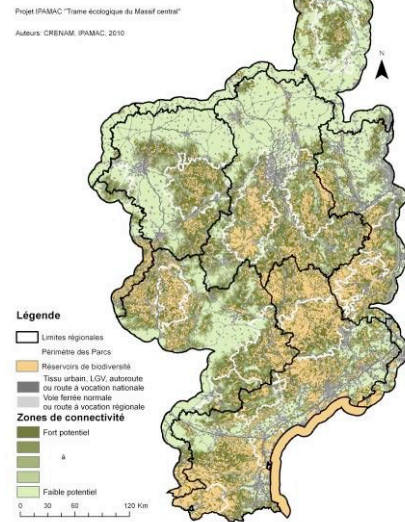 Projet IPAMAC "Trame écologique du Massif central"
Auteurs: CRENAM, IPAMAC, 2010
N
Légende
Limites régionales
Périmètre des Parcs
Réservoirs de biodiversité
Tissu urbain, LGV, autoroute
ou route à vocation nationale
Voie ferrée normale
ou route à vocation régionale
Zones de connectivité
Fort potentiel
à
Faible potentiel
0 30 60 120 Km